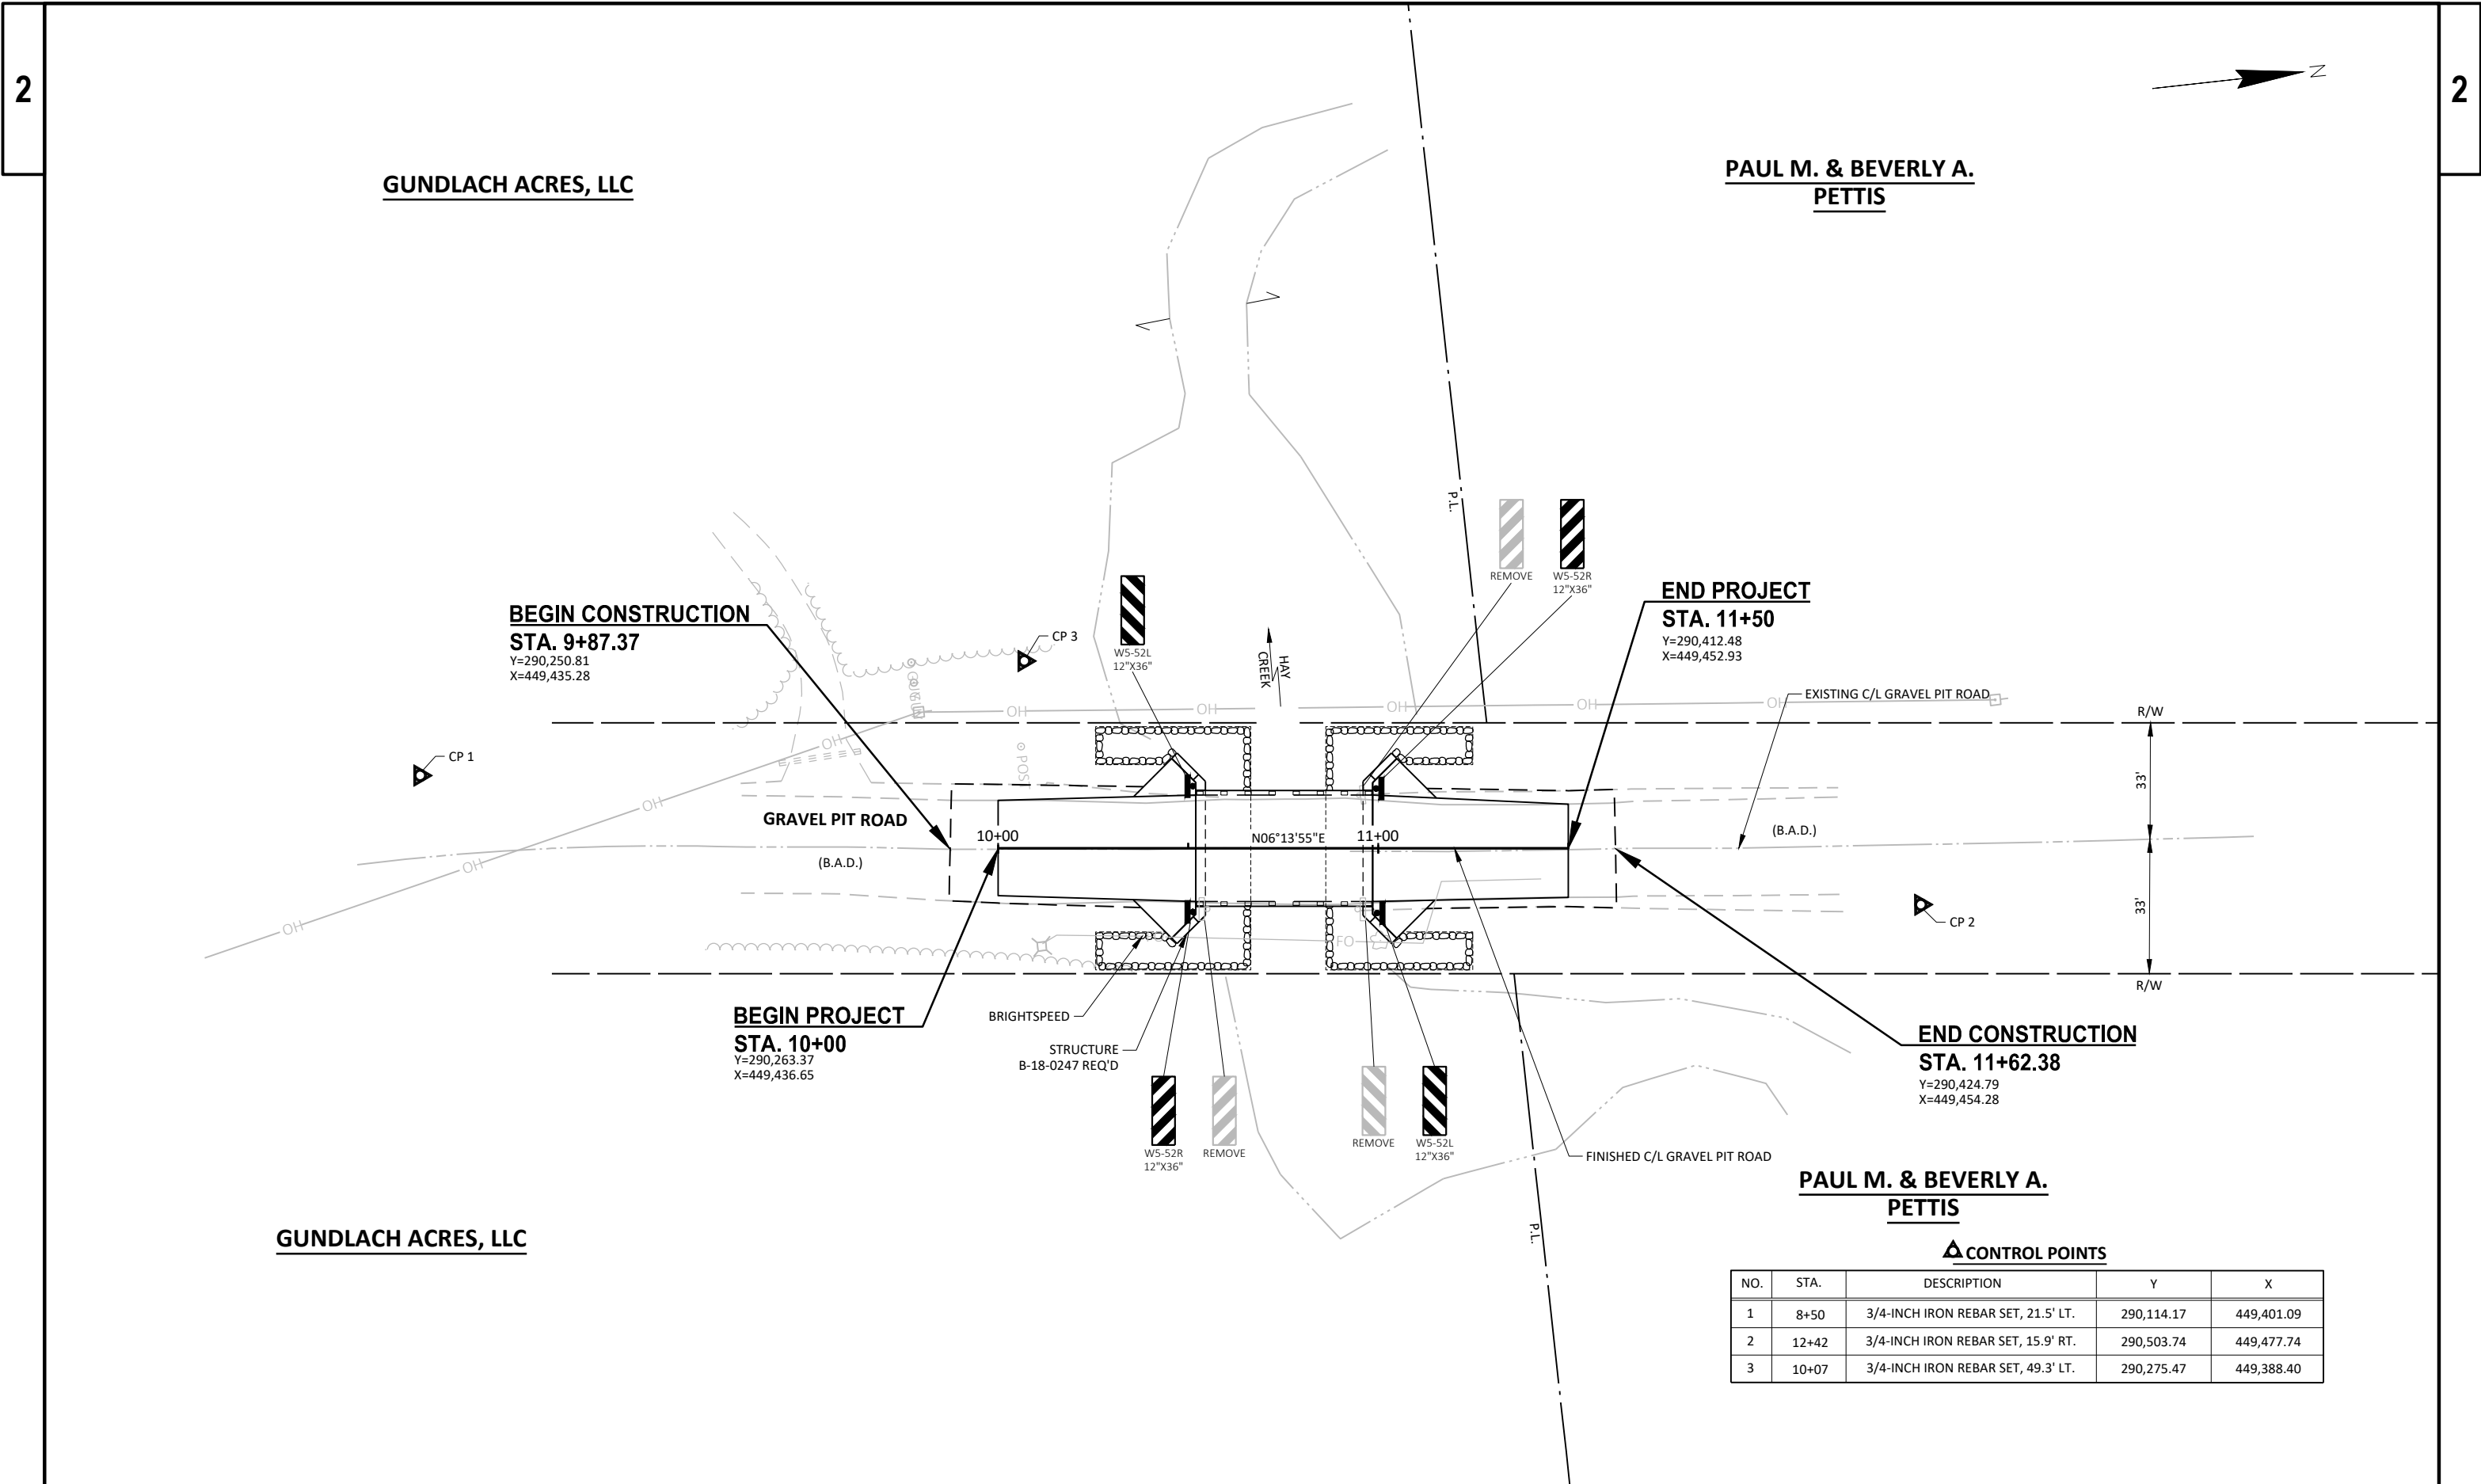 2
2
N
GUNDLACH ACRES, LLC
PAUL M. & BEVERLY A.
PETTIS
P.L.
REMOVE
W5-52R
12"X36"
BEGIN CONSTRUCTION
STA. 9+87.37
Y=290,250.81
X=449,435.28
CP 3
W5-52L
12"X36"
HAY
CREEK
END PROJECT
STA. 11+50
Y=290,412.48
X=449,452.93
EXISTING C/L GRAVEL PIT ROAD
OH
OH
OH
OH
OH
R/W
CP 1
OH
OH
OH
OH
POST
33'
GRAVEL PIT ROAD
10+00
N06°13'55"E
11+00
(B.A.D.)
(B.A.D.)
33'
CP 2
FO
R/W
BEGIN PROJECT
STA. 10+00
Y=290,263.37
X=449,436.65
BRIGHTSPEED
STRUCTURE
B-18-0247 REQ'D
END CONSTRUCTION
STA. 11+62.38
Y=290,424.79
X=449,454.28
W5-52R
12"X36"
REMOVE
REMOVE
W5-52L
12"X36"
FINISHED C/L GRAVEL PIT ROAD
PAUL M. & BEVERLY A.
PETTIS
P.L.
GUNDLACH ACRES, LLC
CONTROL POINTS
NO. STA. DESCRIPTION Y X
1 8+50 3/4-INCH IRON REBAR SET, 21.5' LT. 290,114.17 449,401.09
2 12+42 3/4-INCH IRON REBAR SET, 15.9' RT. 290,503.74 449,477.74
3 10+07 3/4-INCH IRON REBAR SET, 49.3' LT. 290,275.47 449,388.40